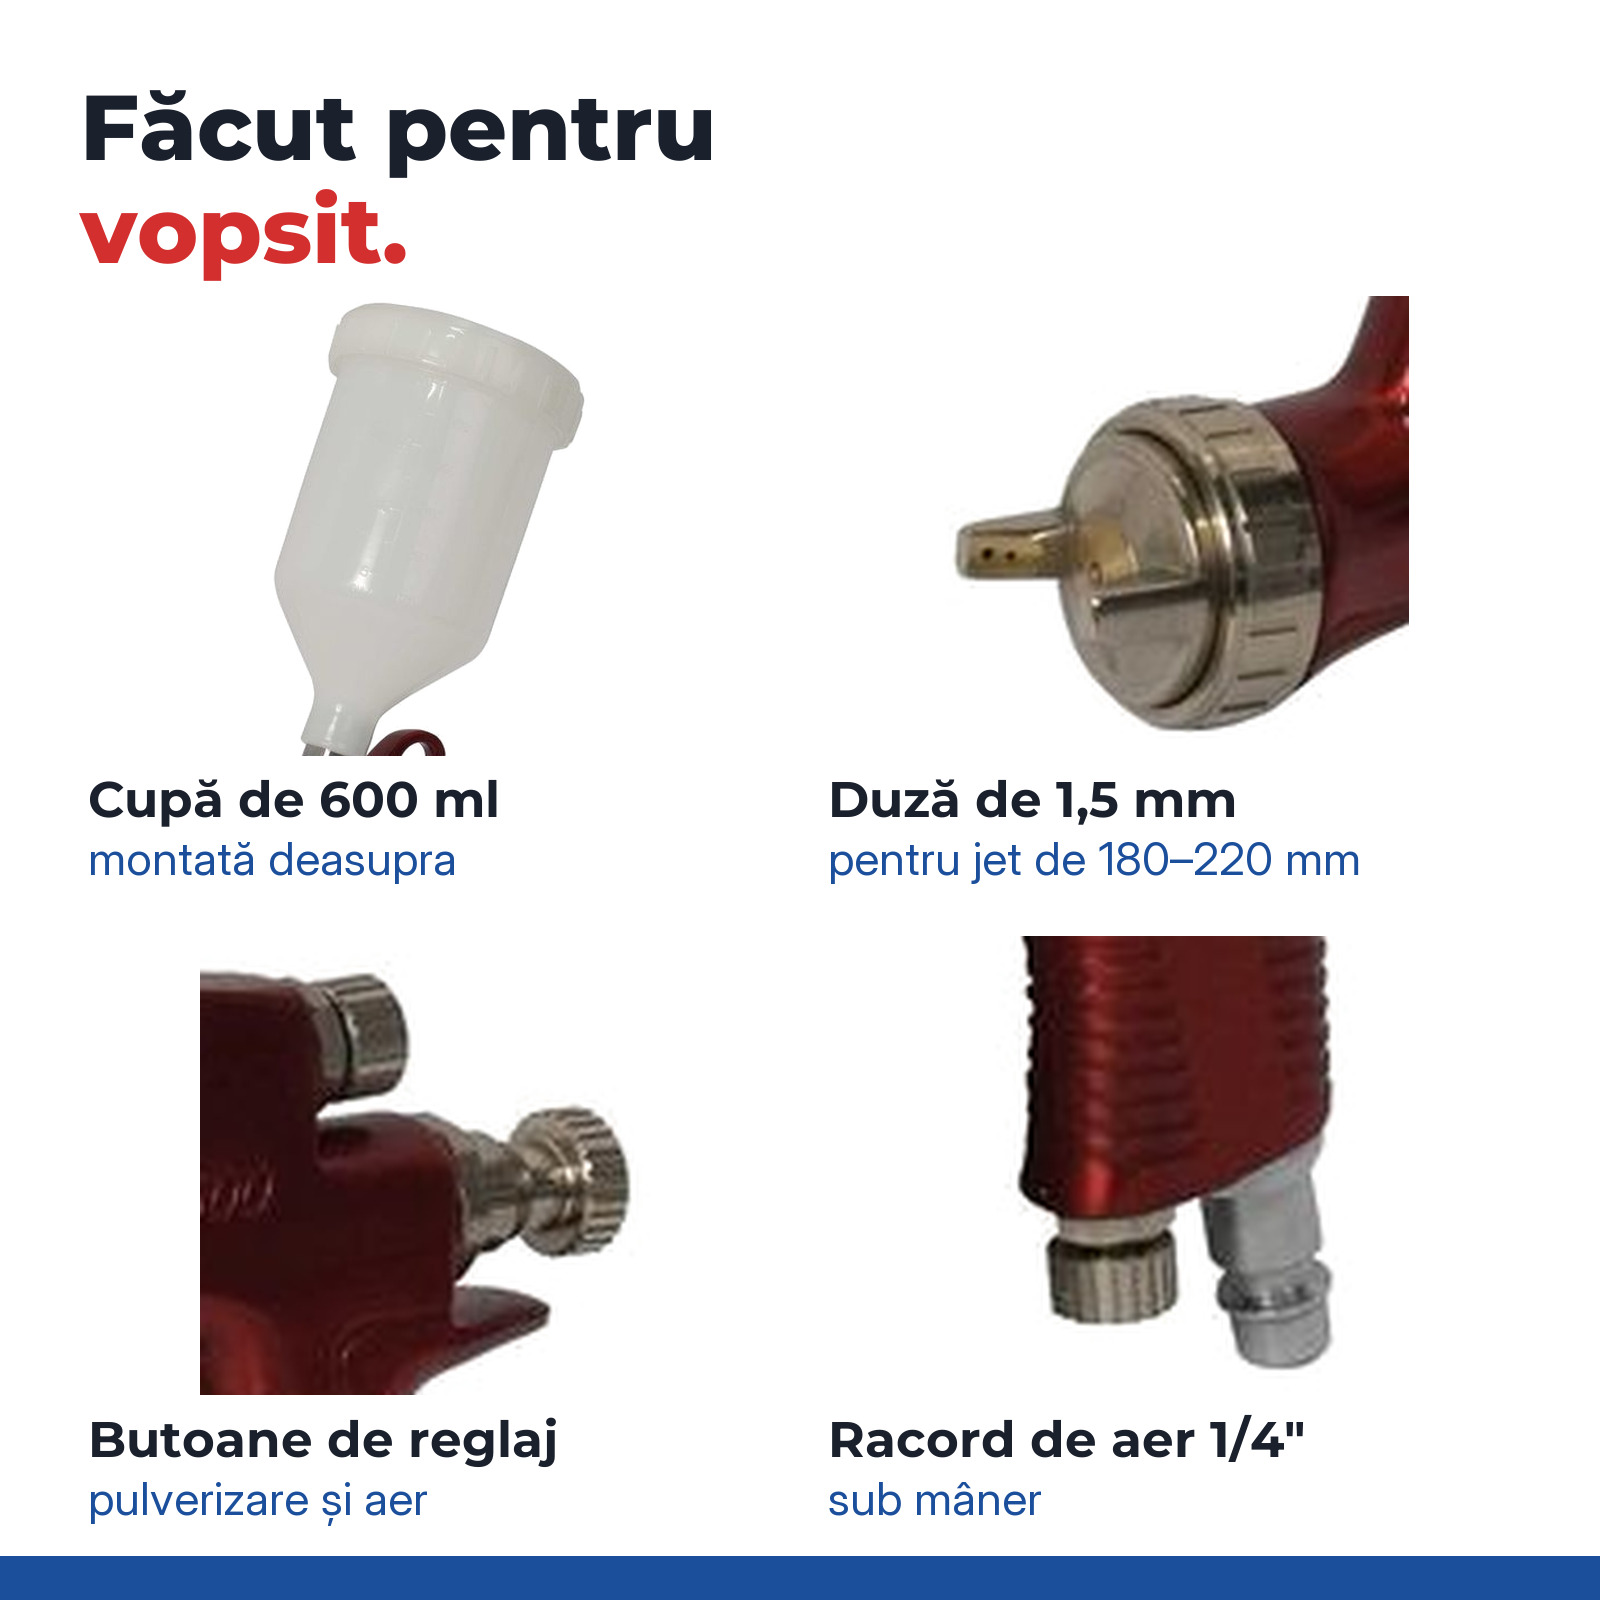 Făcut pentru
vopsit.
Cupă de 600 ml
montată deasupra
Duză de 1,5 mm
pentru jet de 180–220 mm
Butoane de reglaj
pulverizare și aer
Racord de aer 1/4"
sub mâner